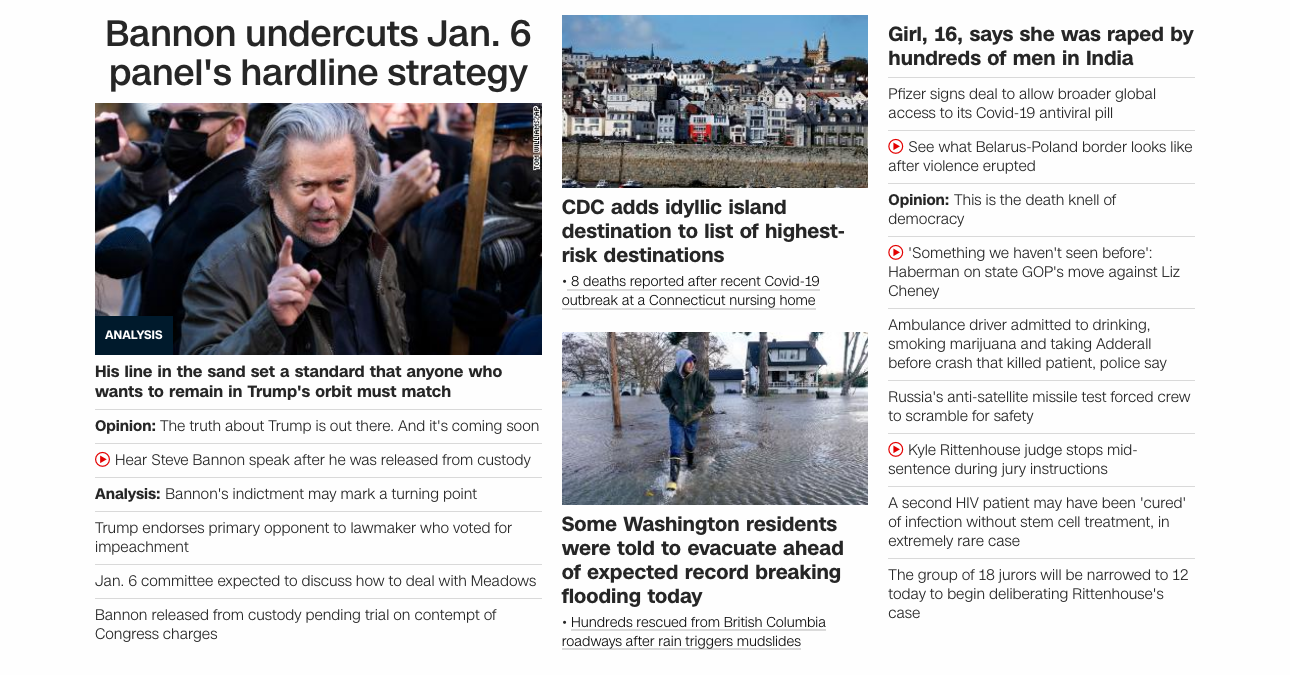 Bannon undercuts Jan. 6
panel's hardline strategy
TOM WILLIAMS/AP
ANALYSIS
His line in the sand set a standard that anyone who
wants to remain in Trump's orbit must match
Opinion: The truth about Trump is out there. And it's coming soon
Hear Steve Bannon speak after he was released from custody
Analysis: Bannon's indictment may mark a turning point
Trump endorses primary opponent to lawmaker who voted for
impeachment
Jan. 6 committee expected to discuss how to deal with Meadows
Bannon released from custody pending trial on contempt of
Congress charges
CDC adds idyllic island
destination to list of highest-
risk destinations
• 8 deaths reported after recent Covid-19
outbreak at a Connecticut nursing home
Some Washington residents
were told to evacuate ahead
of expected record breaking
flooding today
• Hundreds rescued from British Columbia
roadways after rain triggers mudslides
Girl, 16, says she was raped by
hundreds of men in India
Pfizer signs deal to allow broader global
access to its Covid-19 antiviral pill
See what Belarus-Poland border looks like
after violence erupted
Opinion: This is the death knell of
democracy
'Something we haven't seen before':
Haberman on state GOP's move against Liz
Cheney
Ambulance driver admitted to drinking,
smoking marijuana and taking Adderall
before crash that killed patient, police say
Russia's anti-satellite missile test forced crew
to scramble for safety
Kyle Rittenhouse judge stops mid-
sentence during jury instructions
A second HIV patient may have been 'cured'
of infection without stem cell treatment, in
extremely rare case
The group of 18 jurors will be narrowed to 12
today to begin deliberating Rittenhouse's
case